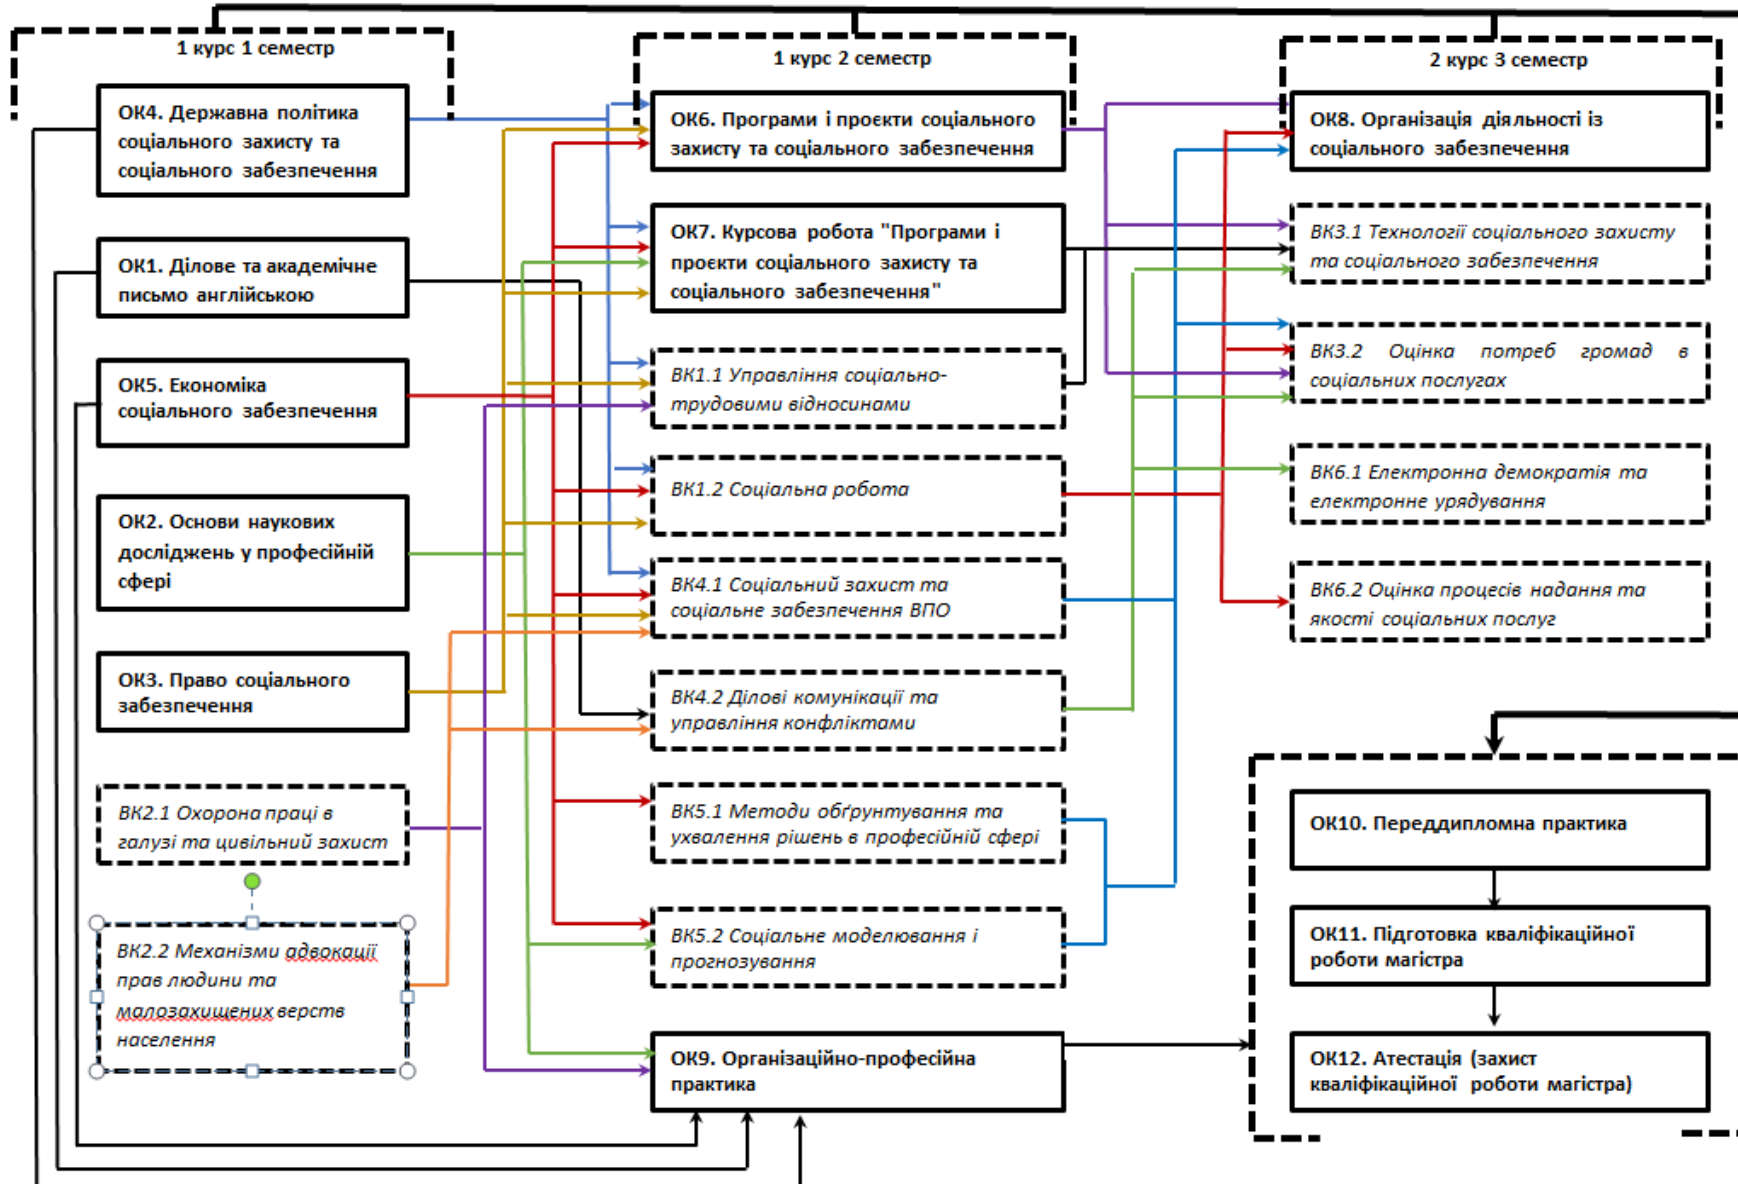 1 курс 1 семестр
ОК4. Державна політика
соціального захисту та
соціального забезпечення
ОК1. Ділове та академічне
письмо англійською
ОК5. Економіка
соціального забезпечення
ОК2. Основи наукових
досліджень у професійній
сфері
ОК3. Право соціального
забезпечення
ВК2.1 Охорона праці в
галузі та цивільний захист
ВК2.2 Механізми адвокації
прав людини та
малозахищених верств
населення
1 курс 2 семестр
ОК6. Програми і проєкти соціального
захисту та соціального забезпечення
ОК7. Курсова робота "Програми і
проєкти соціального захисту та
соціального забезпечення"
ВК1.1 Управління соціально-
трудовими відносинами
ВК1.2 Соціальна робота
ВК4.1 Соціальний захист та
соціальне забезпечення ВПО
ВК4.2 Ділові комунікації та
управління конфліктами
ВК5.1 Методи обґрунтування та
ухвалення рішень в професійній сфері
ВК5.2 Соціальне моделювання і
прогнозування
ОК9. Організаційно-професійна
практика
2 курс 3 семестр
ОК8. Організація діяльності із
соціального забезпечення
ВК3.1 Технології соціального захисту
та соціального забезпечення
ВК3.2 Оцінка потреб громад в
соціальних послугах
ВК6.1 Електронна демократія та
електронне урядування
ВК6.2 Оцінка процесів надання та
якості соціальних послуг
ОК10. Переддипломна практика
ОК11. Підготовка кваліфікаційної
роботи магістра
ОК12. Атестація (захист
кваліфікаційної роботи магістра)